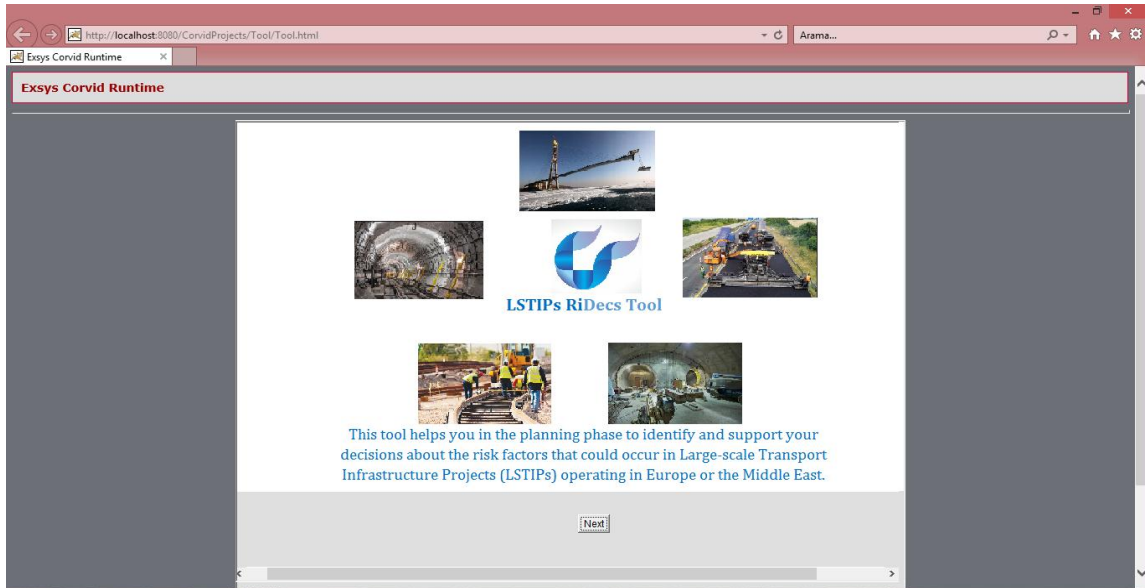 http://localhost:8080/CorvidProjects/Tool/Tool.html
Arama...
Exsys Corvid Runtime
Exsys Corvid Runtime
LSTIPs RiDecs Tool
This tool helps you in the planning phase to identify and support your
decisions about the risk factors that could occur in Large-scale Transport
Infrastructure Projects (LSTIPs) operating in Europe or the Middle East.
Next